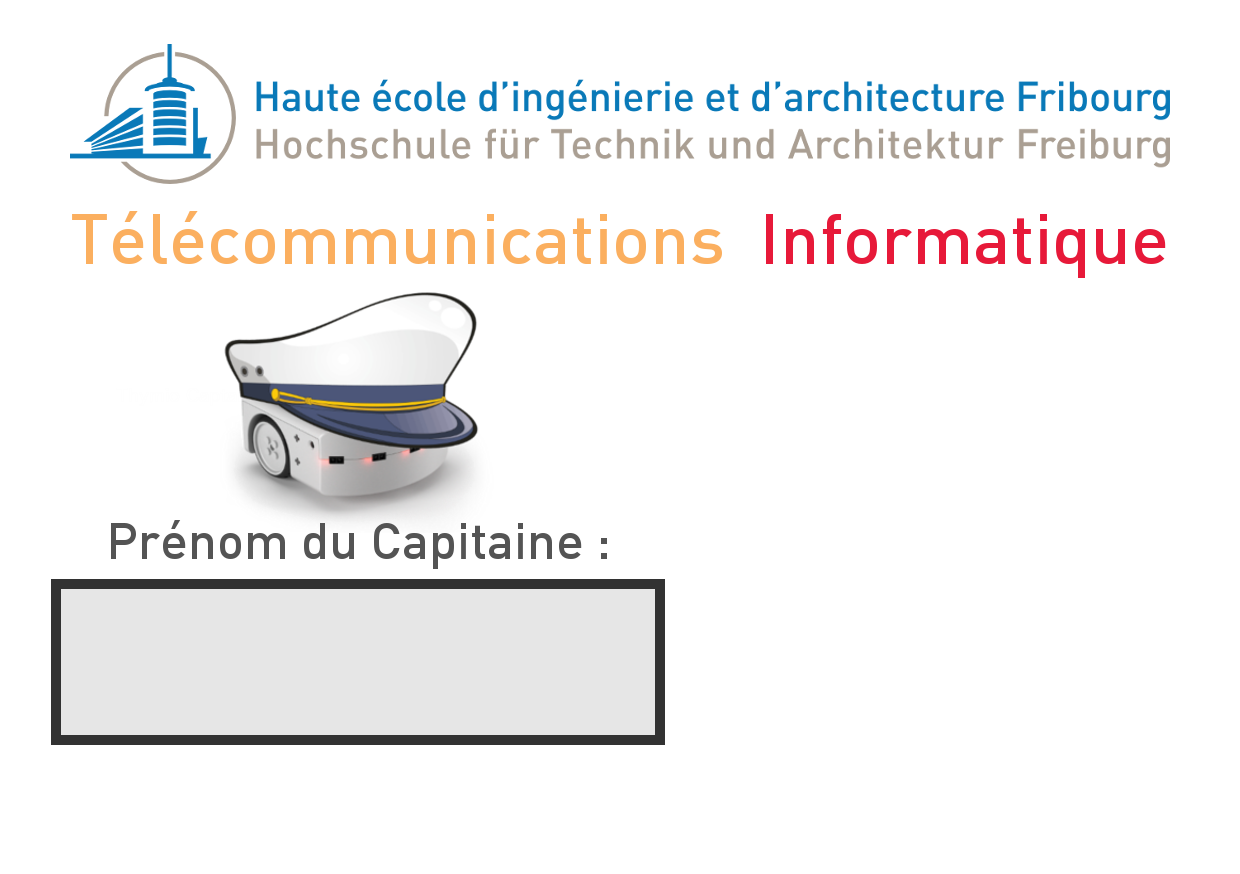 Haute école d'ingénierie et d'architecture Fribourg
Hochschule für Technik und Architektur Freiburg
Télécommunications Informatique
Prénom du Capitaine :